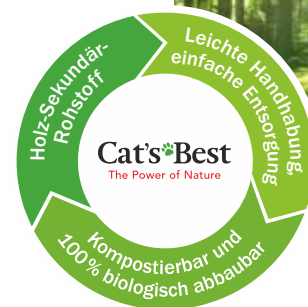 Holz-Sekundär-
Rohstoff
Leichte Handhabung,
einfache Entsorgung
Cat's Best
The Power of Nature
Kompostierbar und
100% biologisch abbaubar